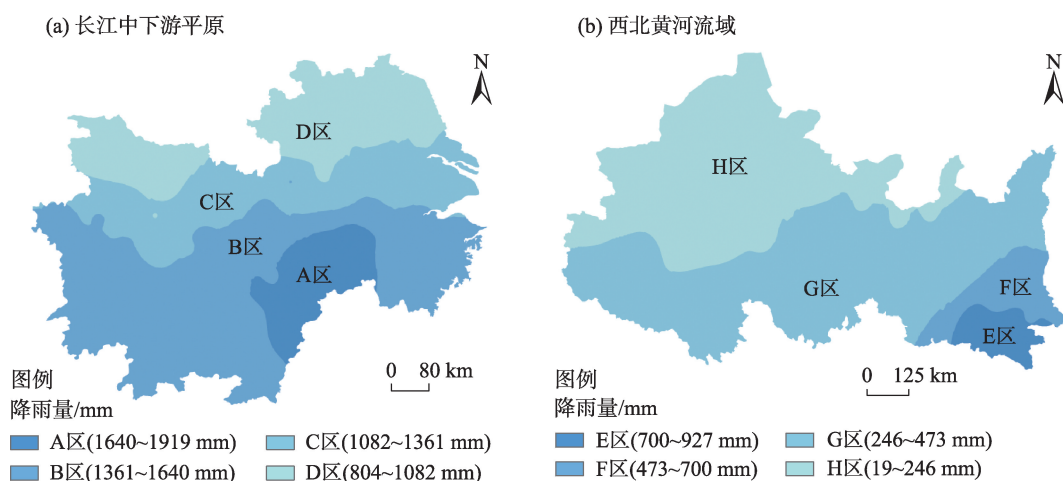 (a) 长江中下游平原
N
D区
C区
B区
A区
0 80 km
图例
降雨量/mm
A区(1640~1919 mm) C区(1082~1361 mm)
B区(1361~1640 mm) D区(804~1082 mm)
(b) 西北黄河流域
N
H区
G区
F区
E区
0 125 km
图例
降雨量/mm
E区(700~927 mm) G区(246~473 mm)
F区(473~700 mm) H区(19~246 mm)